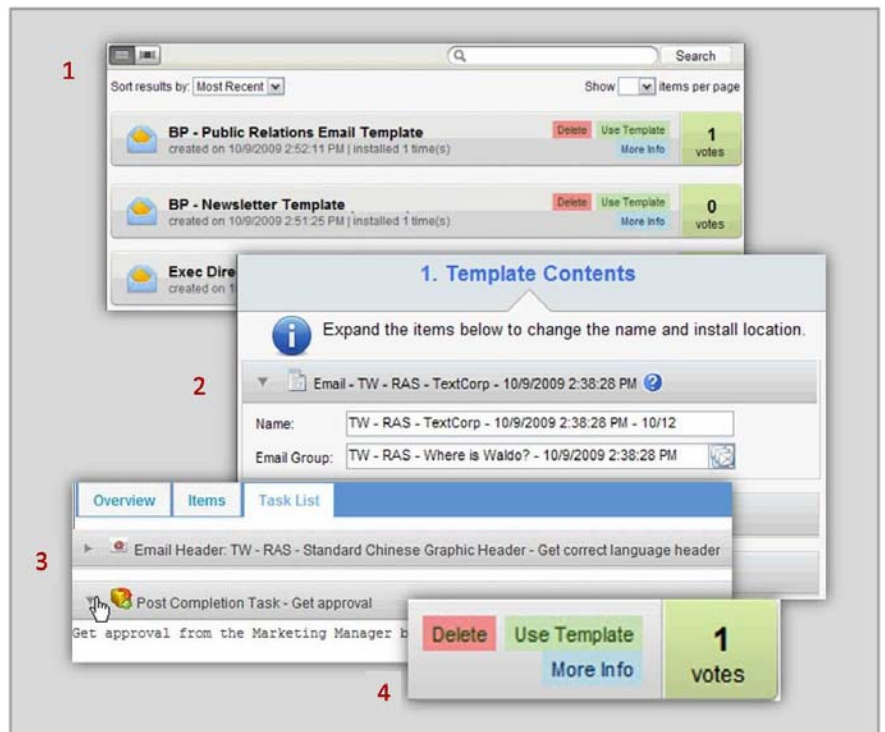 1
Search
Sort results by: Most Recent
Show items per page
BP - Public Relations Email Template
created on 10/9/2009 2:52:11 PM | installed 1 time(s)
Delete Use Template
More Info
1
votes
BP - Newsletter Template
created on 10/9/2009 2:51:25 PM | installed 1 time(s)
Delete Use Template
More Info
0
votes
Exec Dire
created on 1
2
1. Template Contents
Expand the items below to change the name and install location.
Email - TW - RAS - TextCorp - 10/9/2009 2:38:28 PM
Name: TW - RAS - TextCorp - 10/9/2009 2:38:28 PM - 10/12
Email Group: TW - RAS - Where is Waldo? - 10/9/2009 2:38:28 PM
3
Overview Items Task List
Email Header: TW - RAS - Standard Chinese Graphic Header - Get correct language header
Post Completion Task - Get approval
Get approval from the Marketing Manager b
4
Delete Use Template
More Info
1
votes